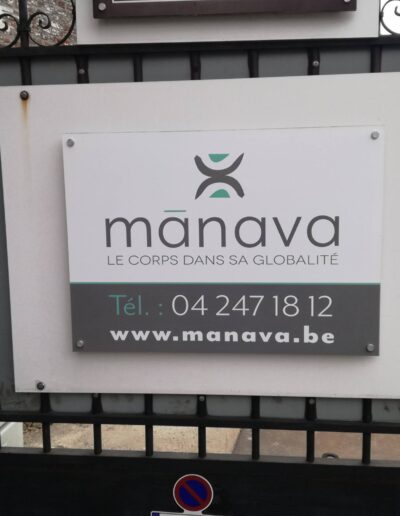 mānava
LE CORPS DANS SA GLOBALITÉ
Tél. : 04 247 18 12
www.manava.be